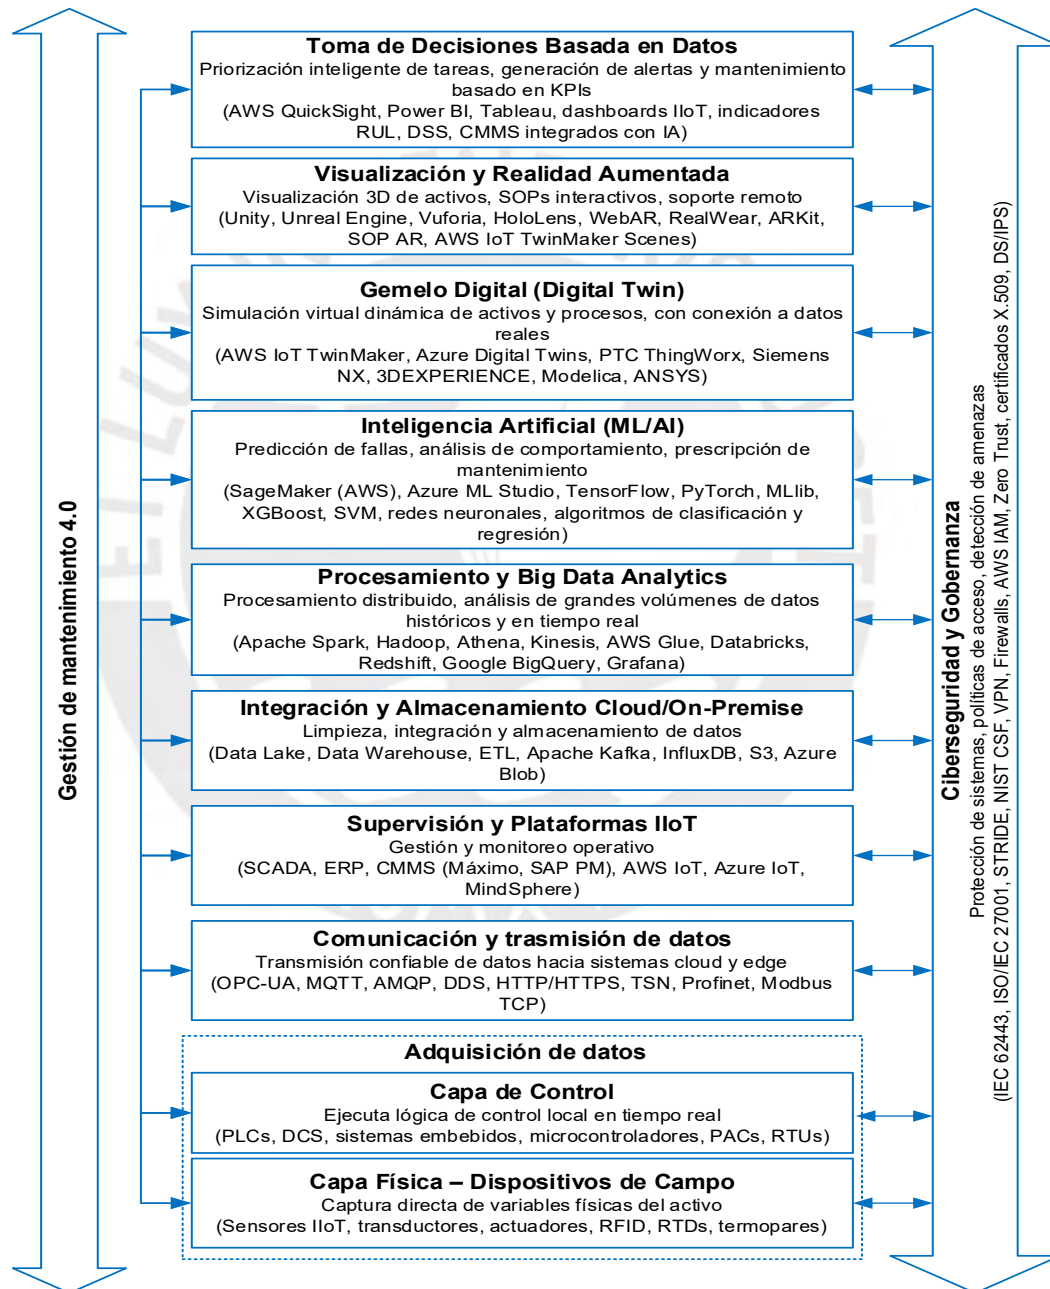 Toma de Decisiones Basada en Datos
Priorización inteligente de tareas, generación de alertas y mantenimiento
basado en KPIs
(AWS QuickSight, Power BI, Tableau, dashboards IIoT, indicadores
RUL, DSS, CMMS integrados con IA)
Visualización y Realidad Aumentada
Visualización 3D de activos, SOPs interactivos, soporte remoto
(Unity, Unreal Engine, Vuforia, HoloLens, WebAR, RealWear, ARKit,
SOP AR, AWS IoT TwinMaker Scenes)
Gemelo Digital (Digital Twin)
Simulación virtual dinámica de activos y procesos, con conexión a datos
reales
(AWS IoT TwinMaker, Azure Digital Twins, PTC ThingWorx, Siemens
NX, 3DEXPERIENCE, Modelica, ANSYS)
Inteligencia Artificial (ML/AI)
Predicción de fallas, análisis de comportamiento, prescripción de
mantenimiento
(SageMaker (AWS), Azure ML Studio, TensorFlow, PyTorch, MLlib,
XGBoost, SVM, redes neuronales, algoritmos de clasificación y
regresión)
Procesamiento y Big Data Analytics
Procesamiento distribuido, análisis de grandes volúmenes de datos
históricos y en tiempo real
(Apache Spark, Hadoop, Athena, Kinesis, AWS Glue, Databricks,
Redshift, Google BigQuery, Grafana)
Integración y Almacenamiento Cloud/On-Premise
Limpieza, integración y almacenamiento de datos
(Data Lake, Data Warehouse, ETL, Apache Kafka, InfluxDB, S3, Azure
Blob)
Supervisión y Plataformas IIoT
Gestión y monitoreo operativo
(SCADA, ERP, CMMS (Máximo, SAP PM), AWS IoT, Azure IoT,
MindSphere)
Comunicación y trasmisión de datos
Transmisión confiable de datos hacia sistemas cloud y edge
(OPC-UA, MQTT, AMQP, DDS, HTTP/HTTPS, TSN, Profinet, Modbus
TCP)
Adquisición de datos
Capa de Control
Ejecuta lógica de control local en tiempo real
(PLCs, DCS, sistemas embebidos, microcontroladores, PACs, RTUs)
Capa Física – Dispositivos de Campo
Captura directa de variables físicas del activo
(Sensores IIoT, transductores, actuadores, RFID, RTDs, termopares)
Gestión de mantenimiento 4.0
Ciberseguridad y Gobernanza
Protección de sistemas, políticas de acceso, detección de amenazas
(IEC 62443, ISO/IEC 27001, STRIDE, NIST CSF, VPN, Firewalls, AWS IAM, Zero Trust, certificados X.509, DS/IPS)